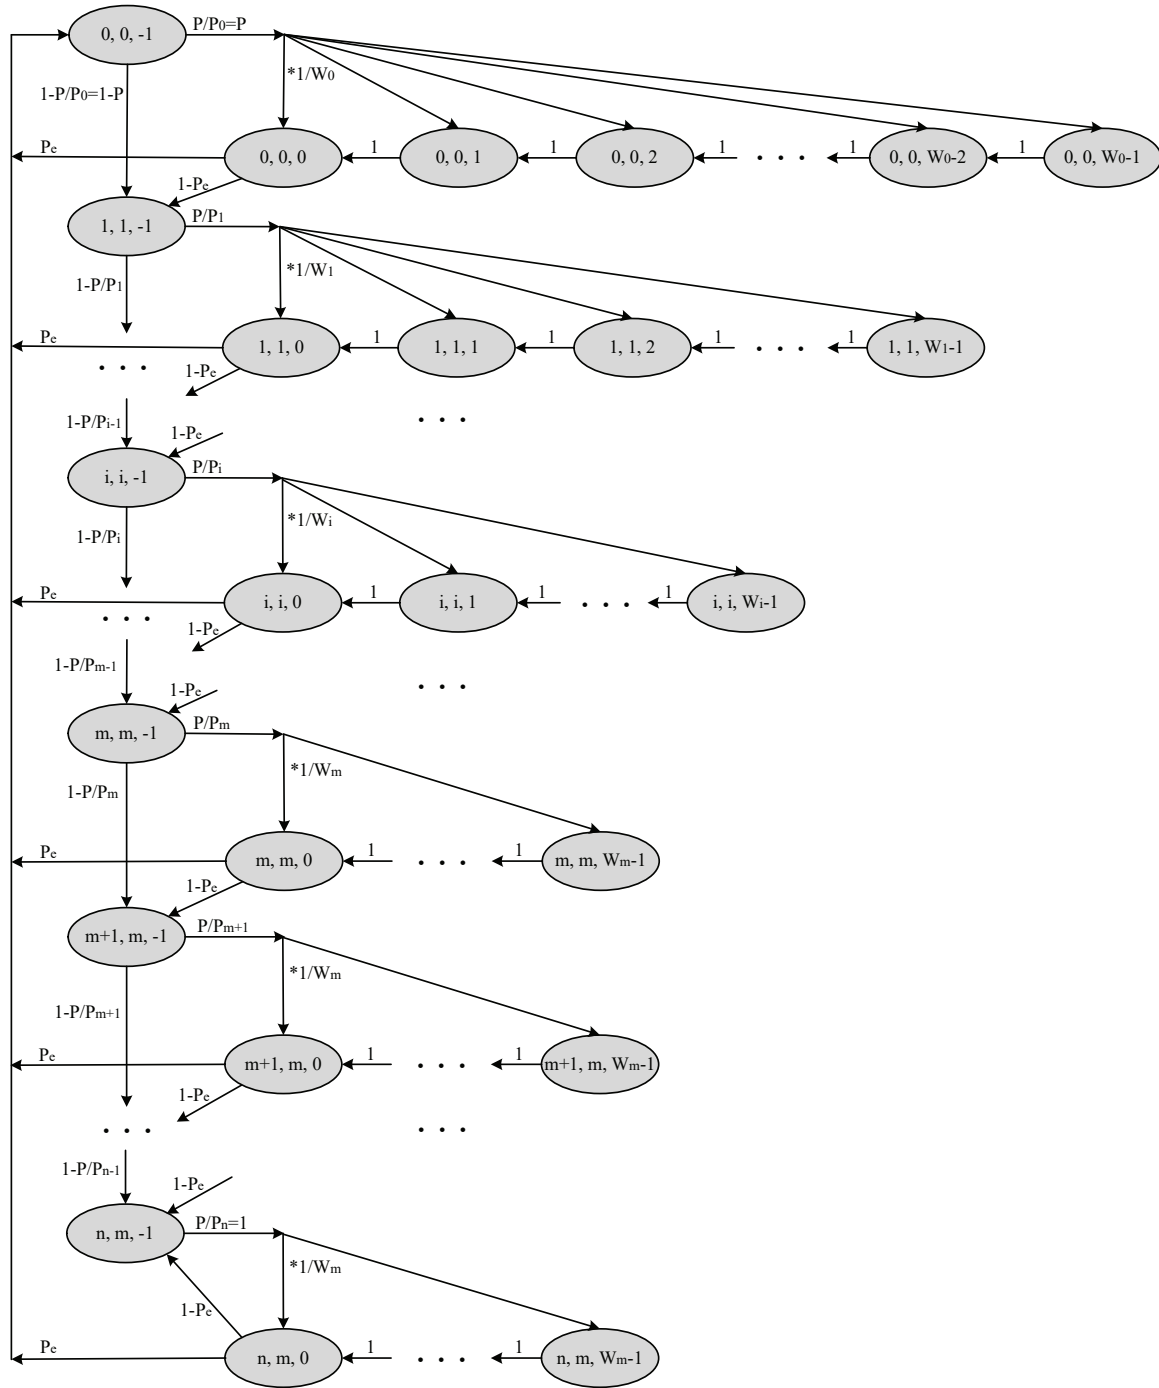 0, 0, -1
P/P0=P
*1/W0
1-P/P0=1-P
Pe
0, 0, 0
1
0, 0, 1
1
0, 0, 2
1
. . .
1
0, 0, W0-2
1
0, 0, W0-1
1-Pe
1, 1, -1
P/P1
*1/W1
1-P/P1
Pe
1, 1, 0
1
1, 1, 1
1
1, 1, 2
1
. . .
1
1, 1, W1-1
. . .
1-Pe
. . .
1-P/Pi-1
1-Pe
i, i, -1
P/Pi
*1/Wi
1-P/Pi
Pe
i, i, 0
1
i, i, 1
1
. . .
1
i, i, Wi-1
. . .
1-Pe
. . .
1-P/Pm-1
1-Pe
m, m, -1
P/Pm
*1/Wm
1-P/Pm
Pe
m, m, 0
1
. . .
1
m, m, Wm-1
1-Pe
m+1, m, -1
P/Pm+1
*1/Wm
1-P/Pm+1
Pe
m+1, m, 0
1
. . .
1
m+1, m, Wm-1
1-Pe
. . .
. . .
1-P/Pn-1
1-Pe
n, m, -1
P/Pn=1
*1/Wm
1-Pe
Pe
n, m, 0
1
. . .
1
n, m, Wm-1